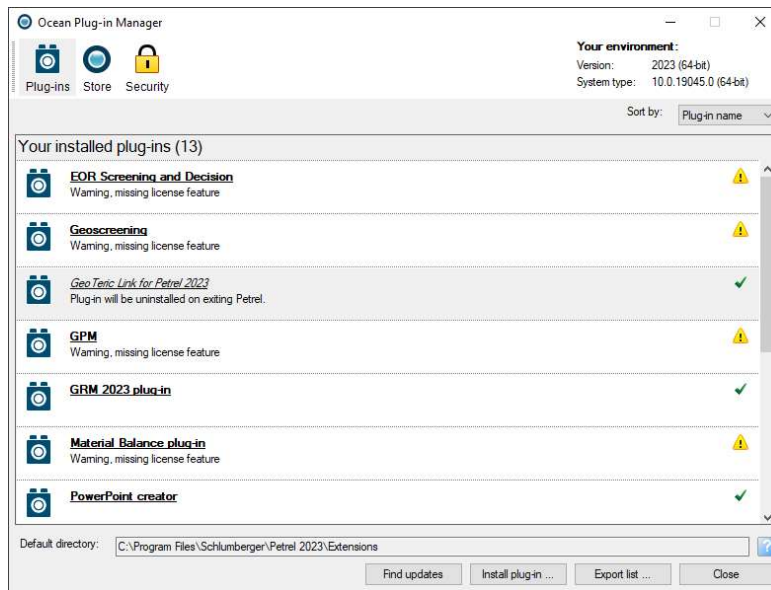 Ocean Plug-in Manager
Plug-ins
Store
Security
Your environment:
Version: 2023 (64-bit)
System type: 10.0.19045.0 (64-bit)
Sort by: Plug-in name
Your installed plug-ins (13)
EOR Screening and Decision
Warning, missing license feature
Geoscreening
Warning, missing license feature
GeoTeric Link for Petrel 2023
Plug-in will be uninstalled on exiting Petrel.
GPM
Warning, missing license feature
GRM 2023 plug-in
Material Balance plug-in
Warning, missing license feature
PowerPoint creator
Default directory: C:\Program Files\Schlumberger\Petrel 2023\Extensions
?
Find updates
Install plug-in ...
Export list ...
Close